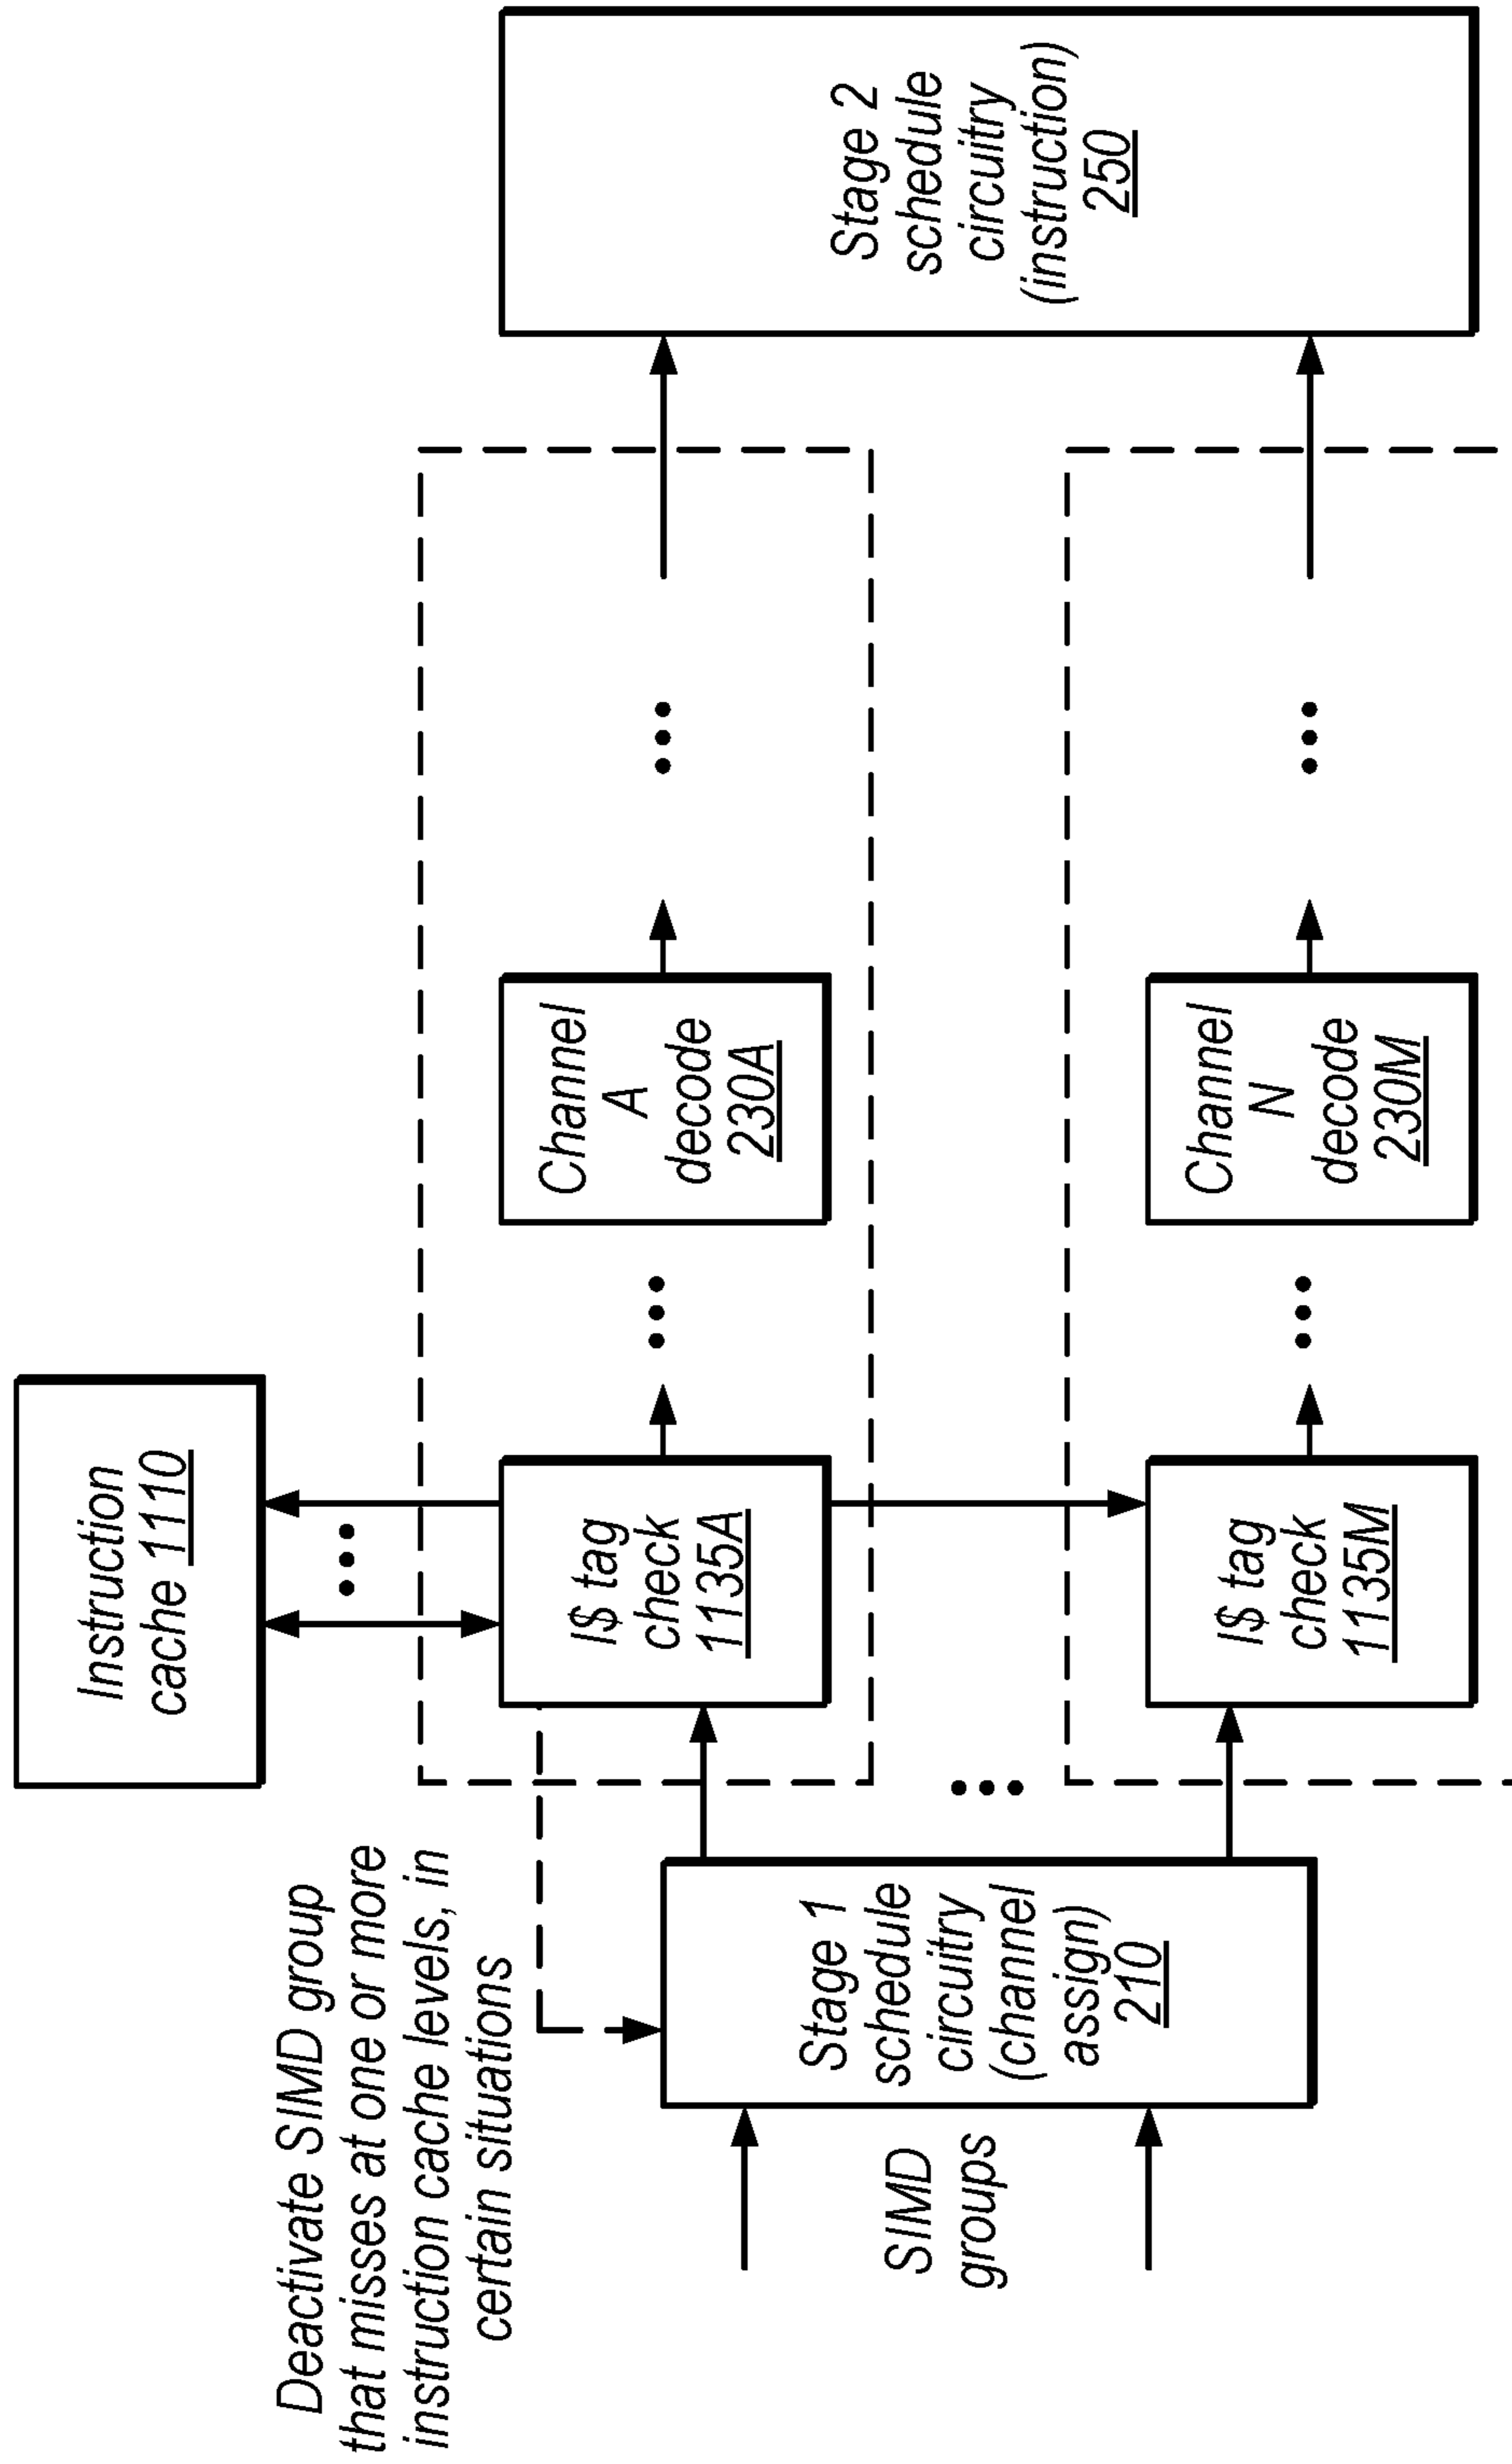 Instruction
cache 1110
Deactivate SIMD group
that misses at one or more
instruction cache levels, in
certain situations
SIMD
groups
Stage 1
schedule
circuitry
(channel
assign)
210
I$ tag
check
1135A
Channel
A
decode
230A
I$ tag
check
1135M
Channel
N
decode
230M
Stage 2
schedule
circuitry
(instruction)
250